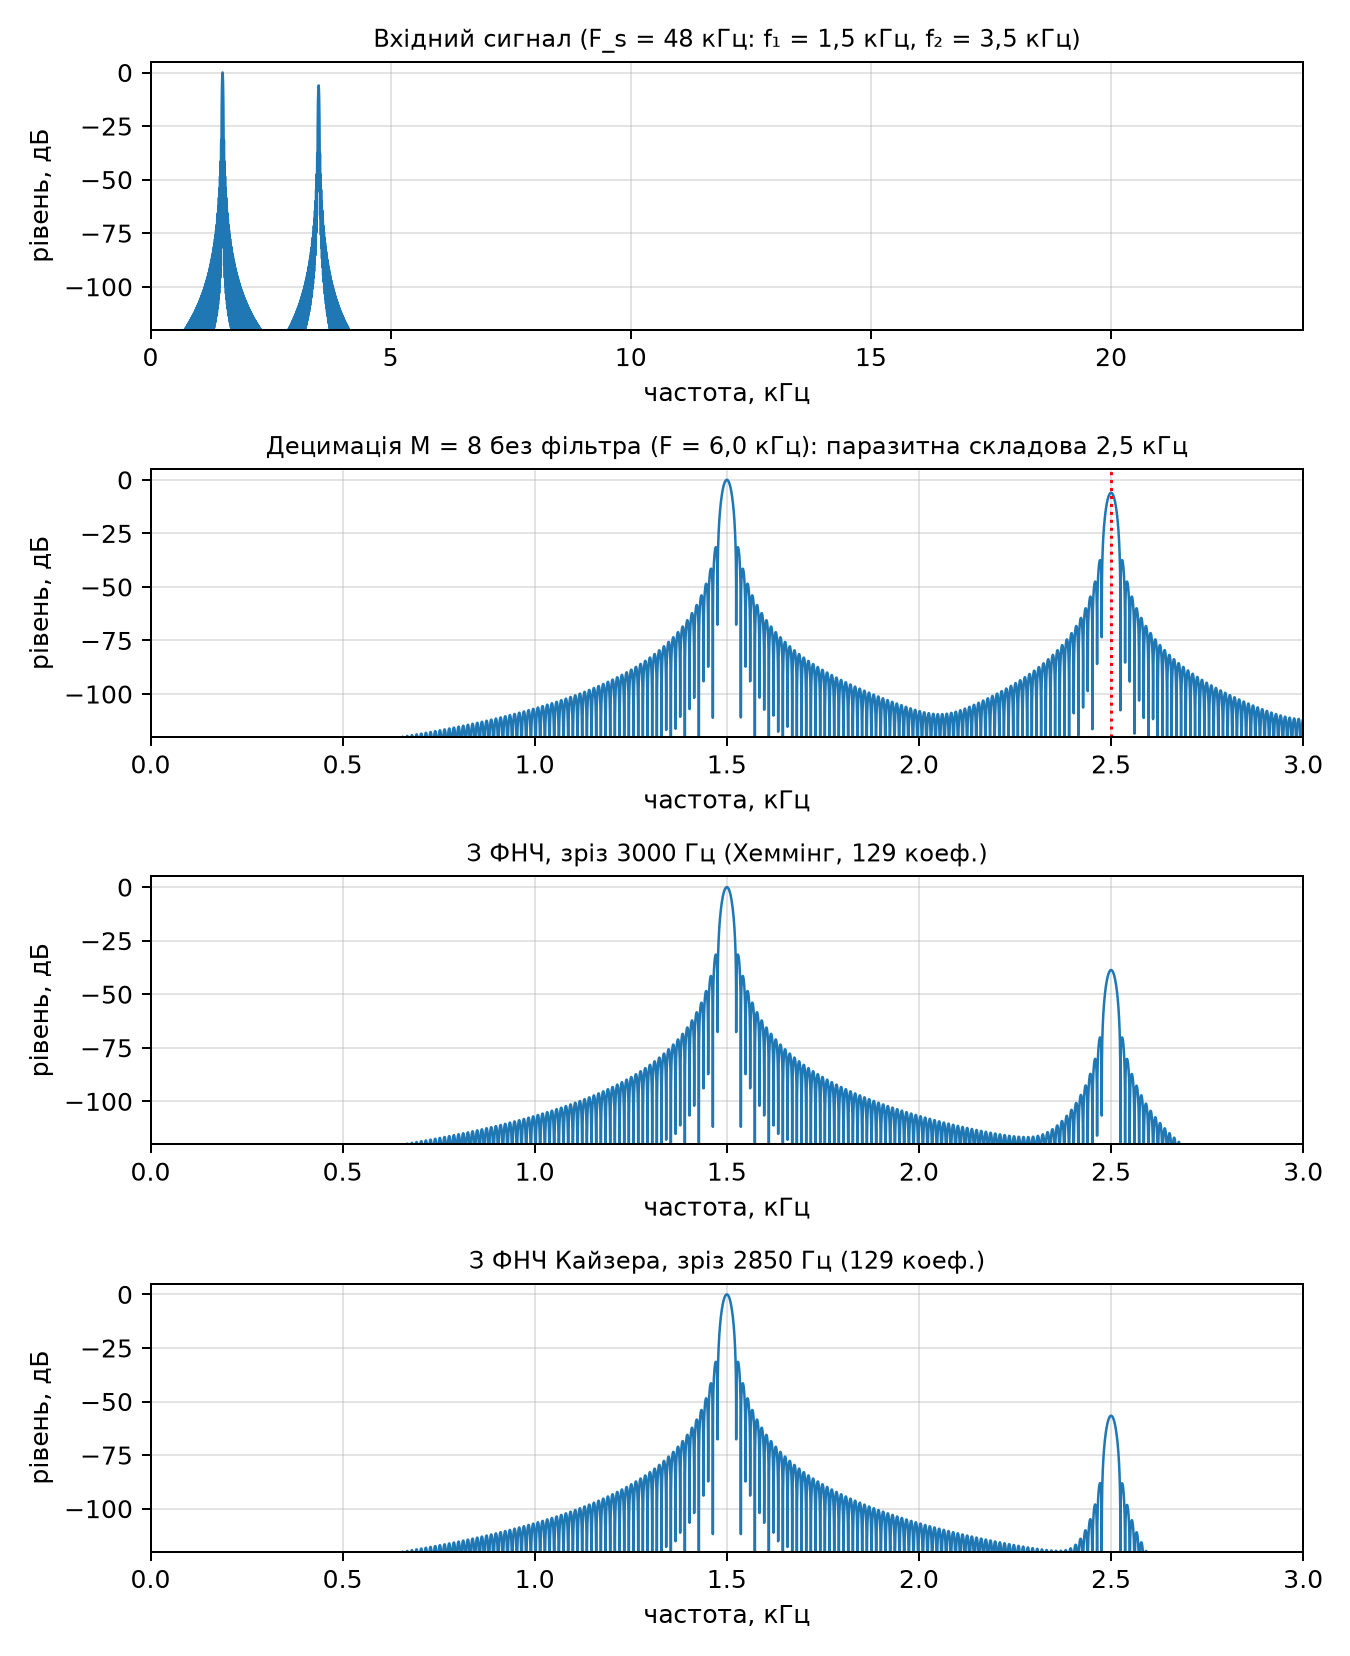 Вхідний сигнал (F_s = 48 кГц: f₁ = 1,5 кГц, f₂ = 3,5 кГц)
0
−25
−50
−75
−100
рівень, дБ
0 5 10 15 20
частота, кГц
Децимація M = 8 без фільтра (F = 6,0 кГц): паразитна складова 2,5 кГц
0
−25
−50
−75
−100
рівень, дБ
0.0 0.5 1.0 1.5 2.0 2.5 3.0
частота, кГц
З ФНЧ, зріз 3000 Гц (Хеммінг, 129 коеф.)
0
−25
−50
−75
−100
рівень, дБ
0.0 0.5 1.0 1.5 2.0 2.5 3.0
частота, кГц
З ФНЧ Кайзера, зріз 2850 Гц (129 коеф.)
0
−25
−50
−75
−100
рівень, дБ
0.0 0.5 1.0 1.5 2.0 2.5 3.0
частота, кГц